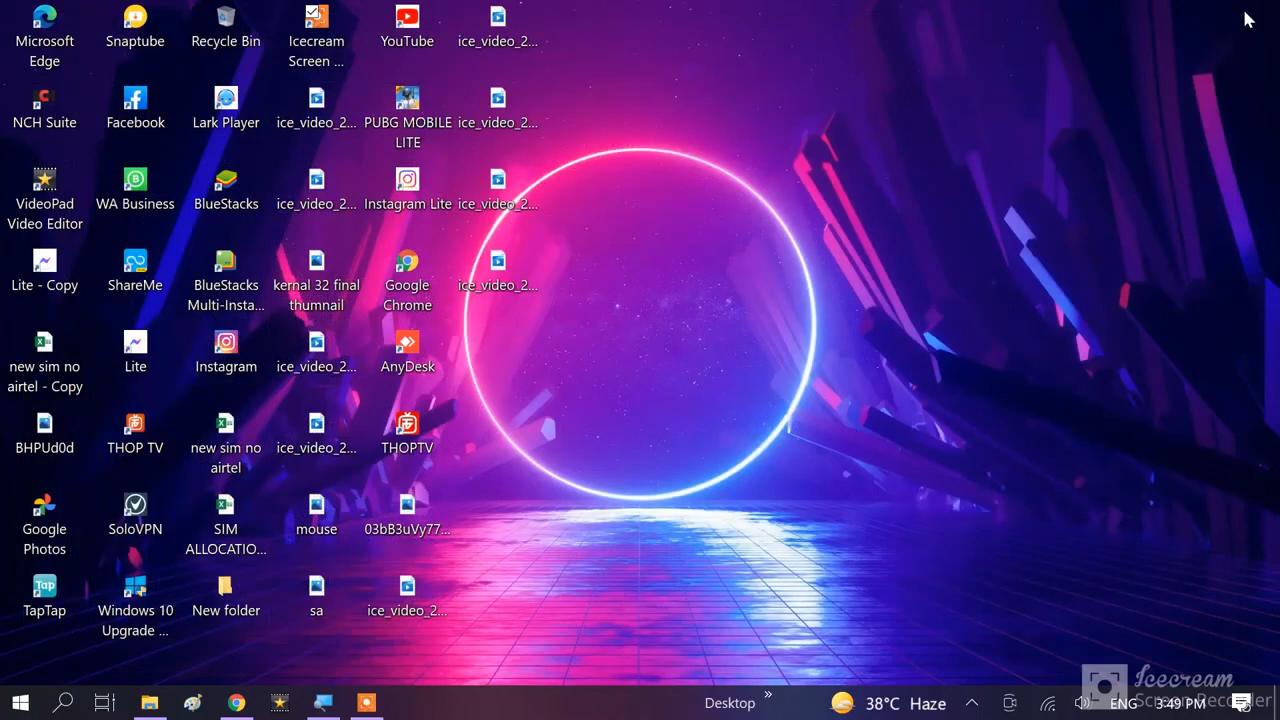 Microsoft
Edge
Snaptube
Recycle Bin
Icecream
Screen ...
YouTube
ice_video_2...
NCH Suite
Facebook
Lark Player
ice_video_2...
PUBG MOBILE
LITE
ice_video_2...
VideoPad
Video Editor
WA Business
BlueStacks
ice_video_2...
Instagram Lite
ice_video_2...
Lite - Copy
ShareMe
BlueStacks
Multi-Insta...
kernal 32 final
thumnail
Google
Chrome
ice_video_2...
new sim no
airtel - Copy
Lite
Instagram
ice_video_2...
AnyDesk
BHPUd0d
THOP TV
new sim no
airtel
ice_video_2...
THOPTV
Google
Photos
SoloVPN
SIM
ALLOCATIO...
mouse
03bB3uVy77...
Tap
TapTap
Windows 10
Upgrade ...
New folder
sa
ice_video_2...
Icecream
Screen Recorder
Desktop
38°C Haze
ENG
3:49 PM